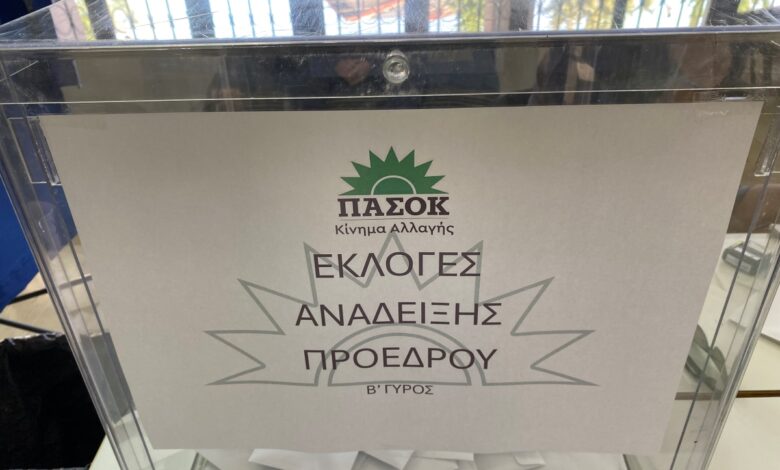 ΠΑΣΟΚ
Κίνημα Αλλαγής
ΕΚΛΟΓΕΣ
ΑΝΑΔΕΙΞΗΣ
ΠΡΟΕΔΡΟΥ
Β' ΓΥΡΟΣ